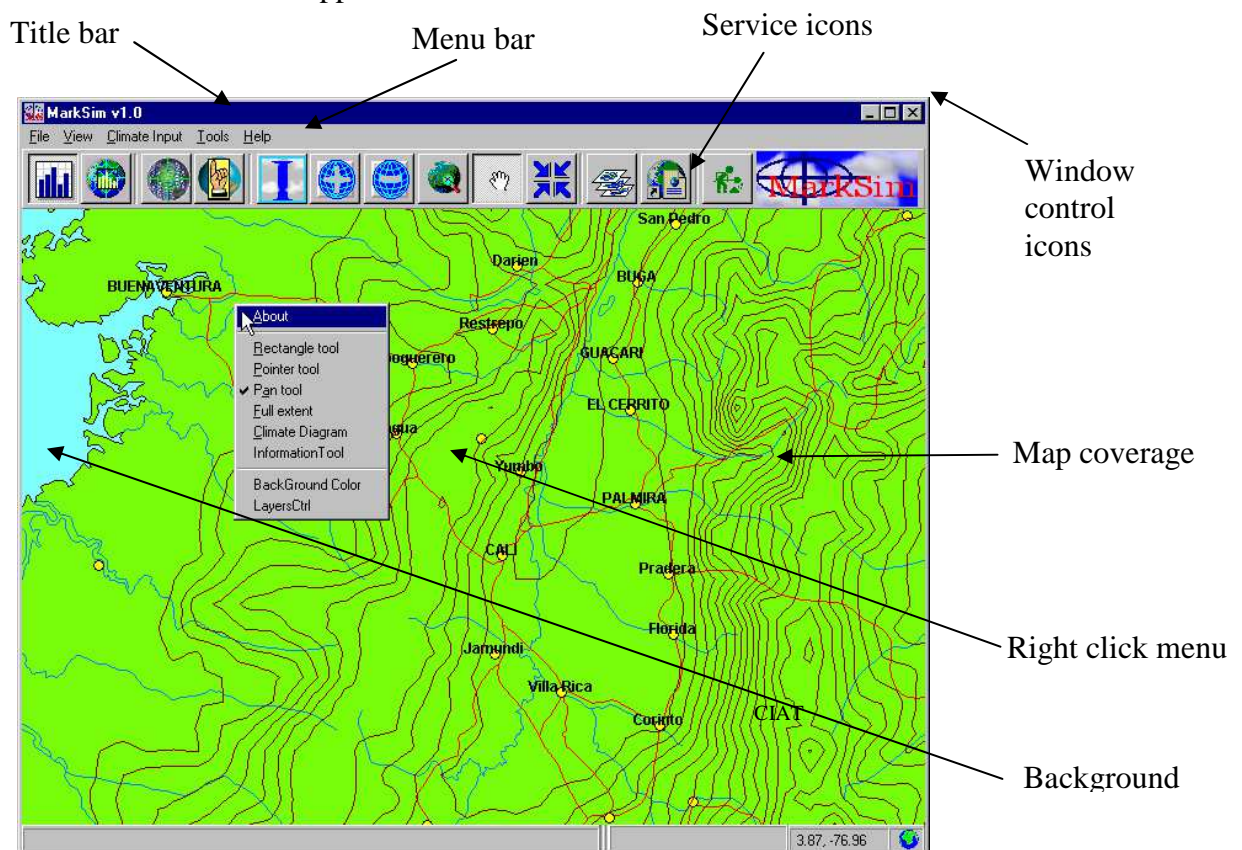 Title bar
Menu bar
Service icons
MarkSim v1.0
File View Climate Input Tools Help
MarkSim
Window
control
icons
San Pedro
Darien
BUGA
BUENAVENTURA
About
Restrepo
Rectangle tool
GUACARI
Pointer tool
Pan tool
EL CERRITO
Full extent
Climate Diagram
InformationTool
Map coverage
Yumbo
BackGround Color
PALMIRA
LayersCtrl
CALI
Pradera
Florida
Right click menu
Jamundi
Villa Rica
CIAT
Corinto
Background
3.87, -76.96